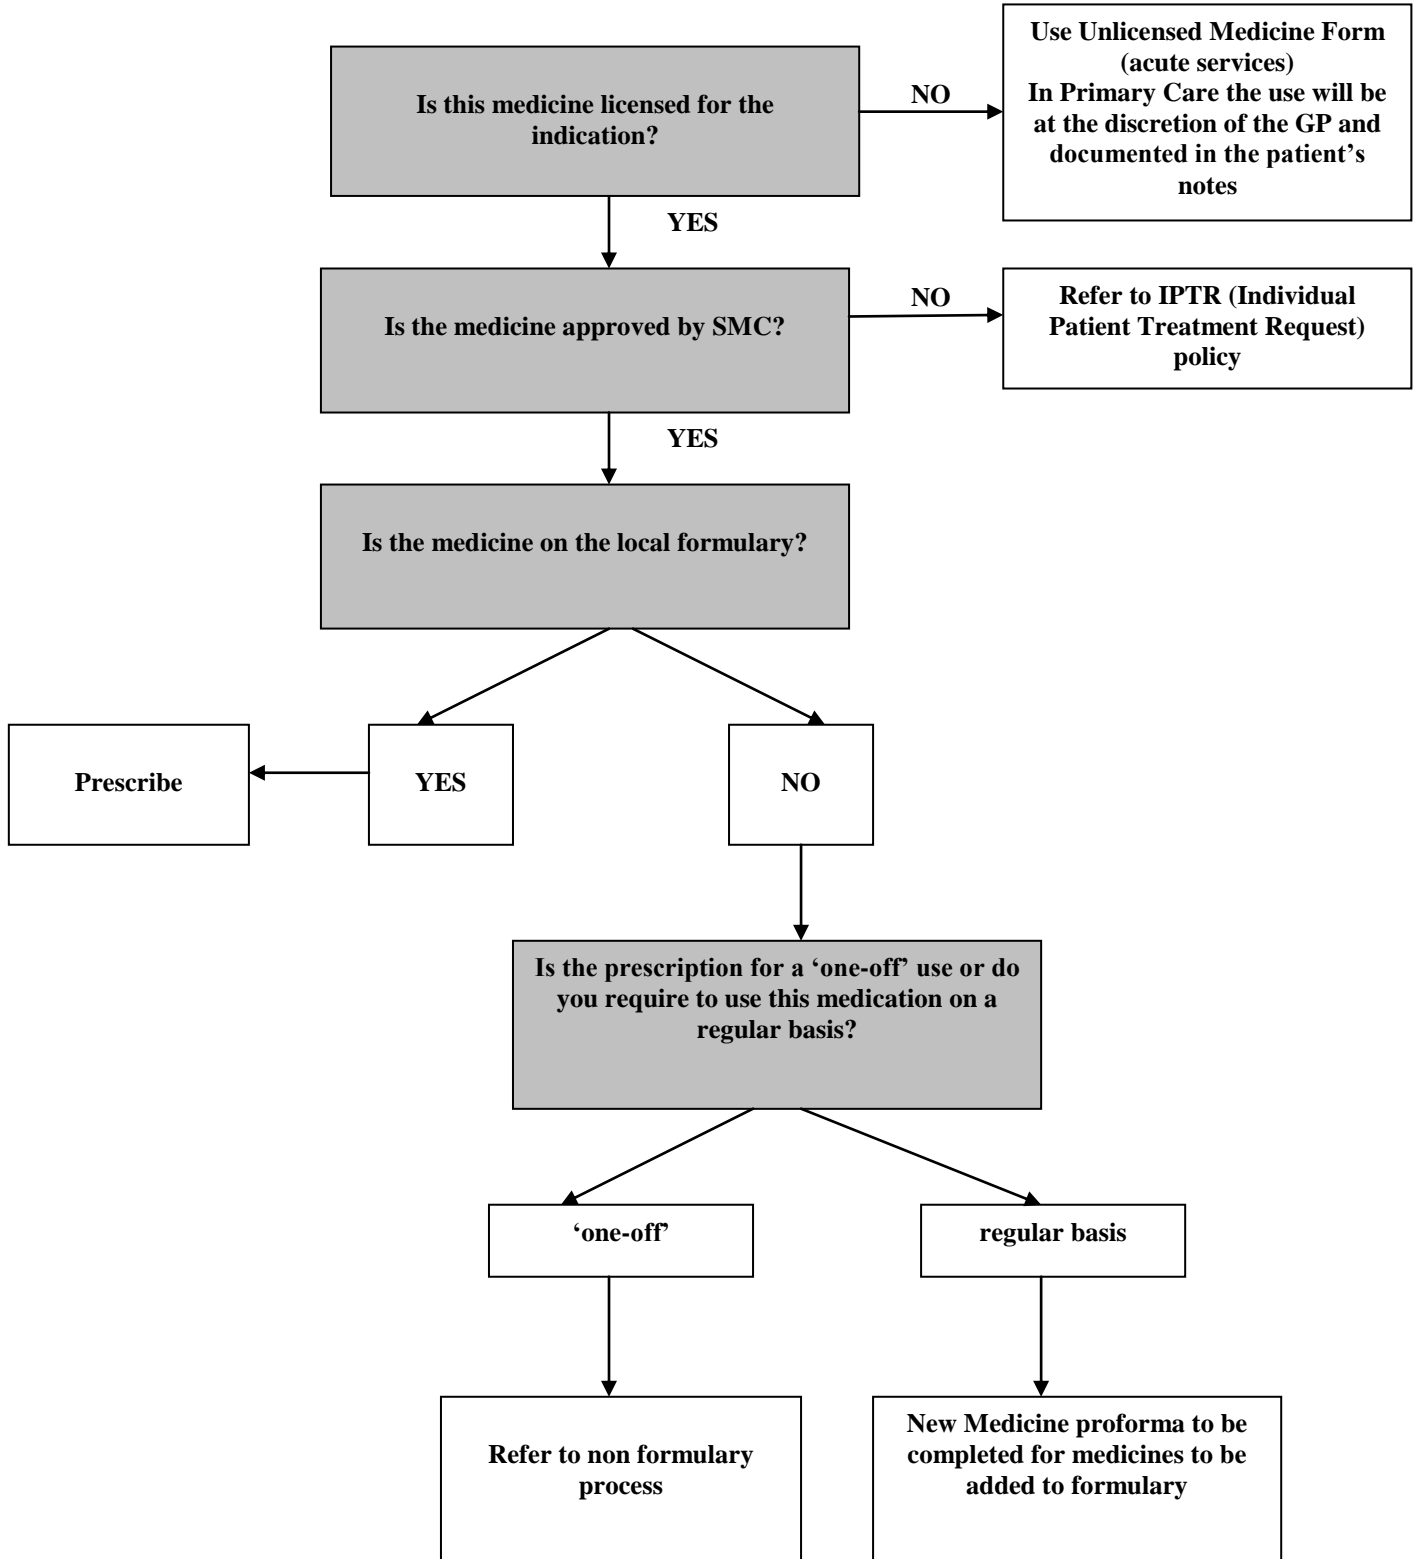 Is this medicine licensed for the
indication?
NO
Use Unlicensed Medicine Form
(acute services)
In Primary Care the use will be
at the discretion of the GP and
documented in the patient’s
notes
YES
Is the medicine approved by SMC?
NO
Refer to IPTR (Individual
Patient Treatment Request)
policy
YES
Is the medicine on the local formulary?
Prescribe
YES
NO
Is the prescription for a ‘one-off’ use or do
you require to use this medication on a
regular basis?
‘one-off’
regular basis
Refer to non formulary
process
New Medicine proforma to be
completed for medicines to be
added to formulary